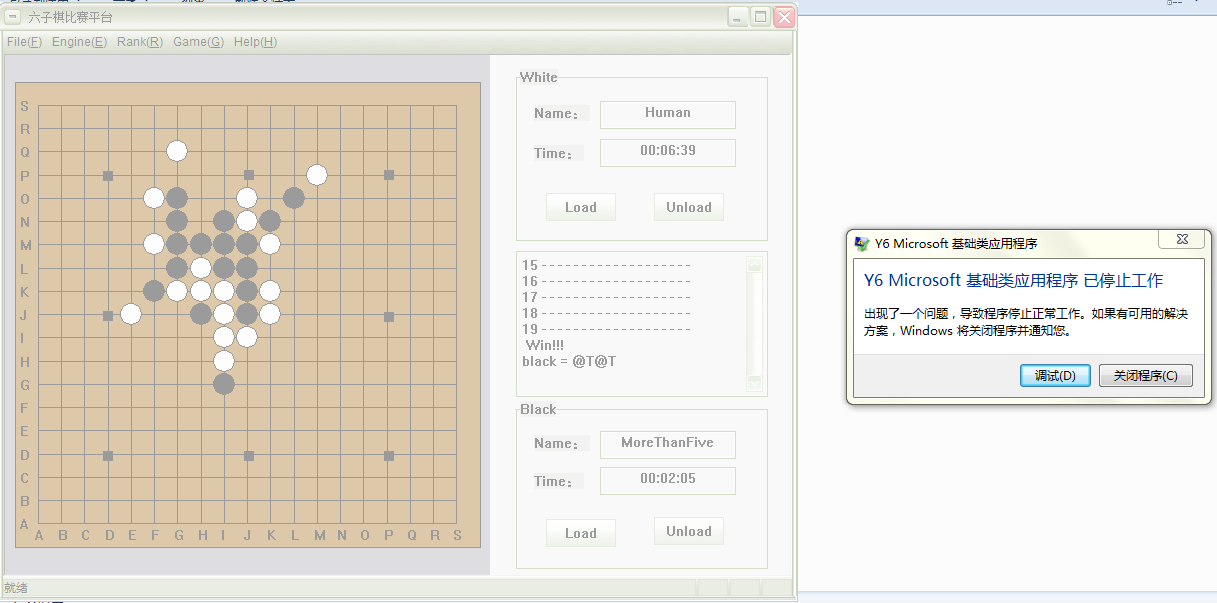 六子棋比赛平台
File(F) Engine(E) Rank(R) Game(G) Help(H)
S
R
Q
P
O
N
M
L
K
J
I
H
G
F
E
D
C
B
A
A B C D E F G H I J K L M N O P Q R S
White
Name： Human
Time： 00:06:39
Load Unload
15 - - - - - - - - - - - - - - - - - - -
16 - - - - - - - - - - - - - - - - - - -
17 - - - - - - - - - - - - - - - - - - -
18 - - - - - - - - - - - - - - - - - - -
19 - - - - - - - - - - - - - - - - - - -
Win!!!
black = @T@T
Black
Name： MoreThanFive
Time： 00:02:05
Load Unload
就绪
Y6 Microsoft 基础类应用程序
Y6 Microsoft 基础类应用程序 已停止工作
出现了一个问题，导致程序停止正常工作。如果有可用的解决
方案，Windows 将关闭程序并通知您。
调试(D) 关闭程序(C)